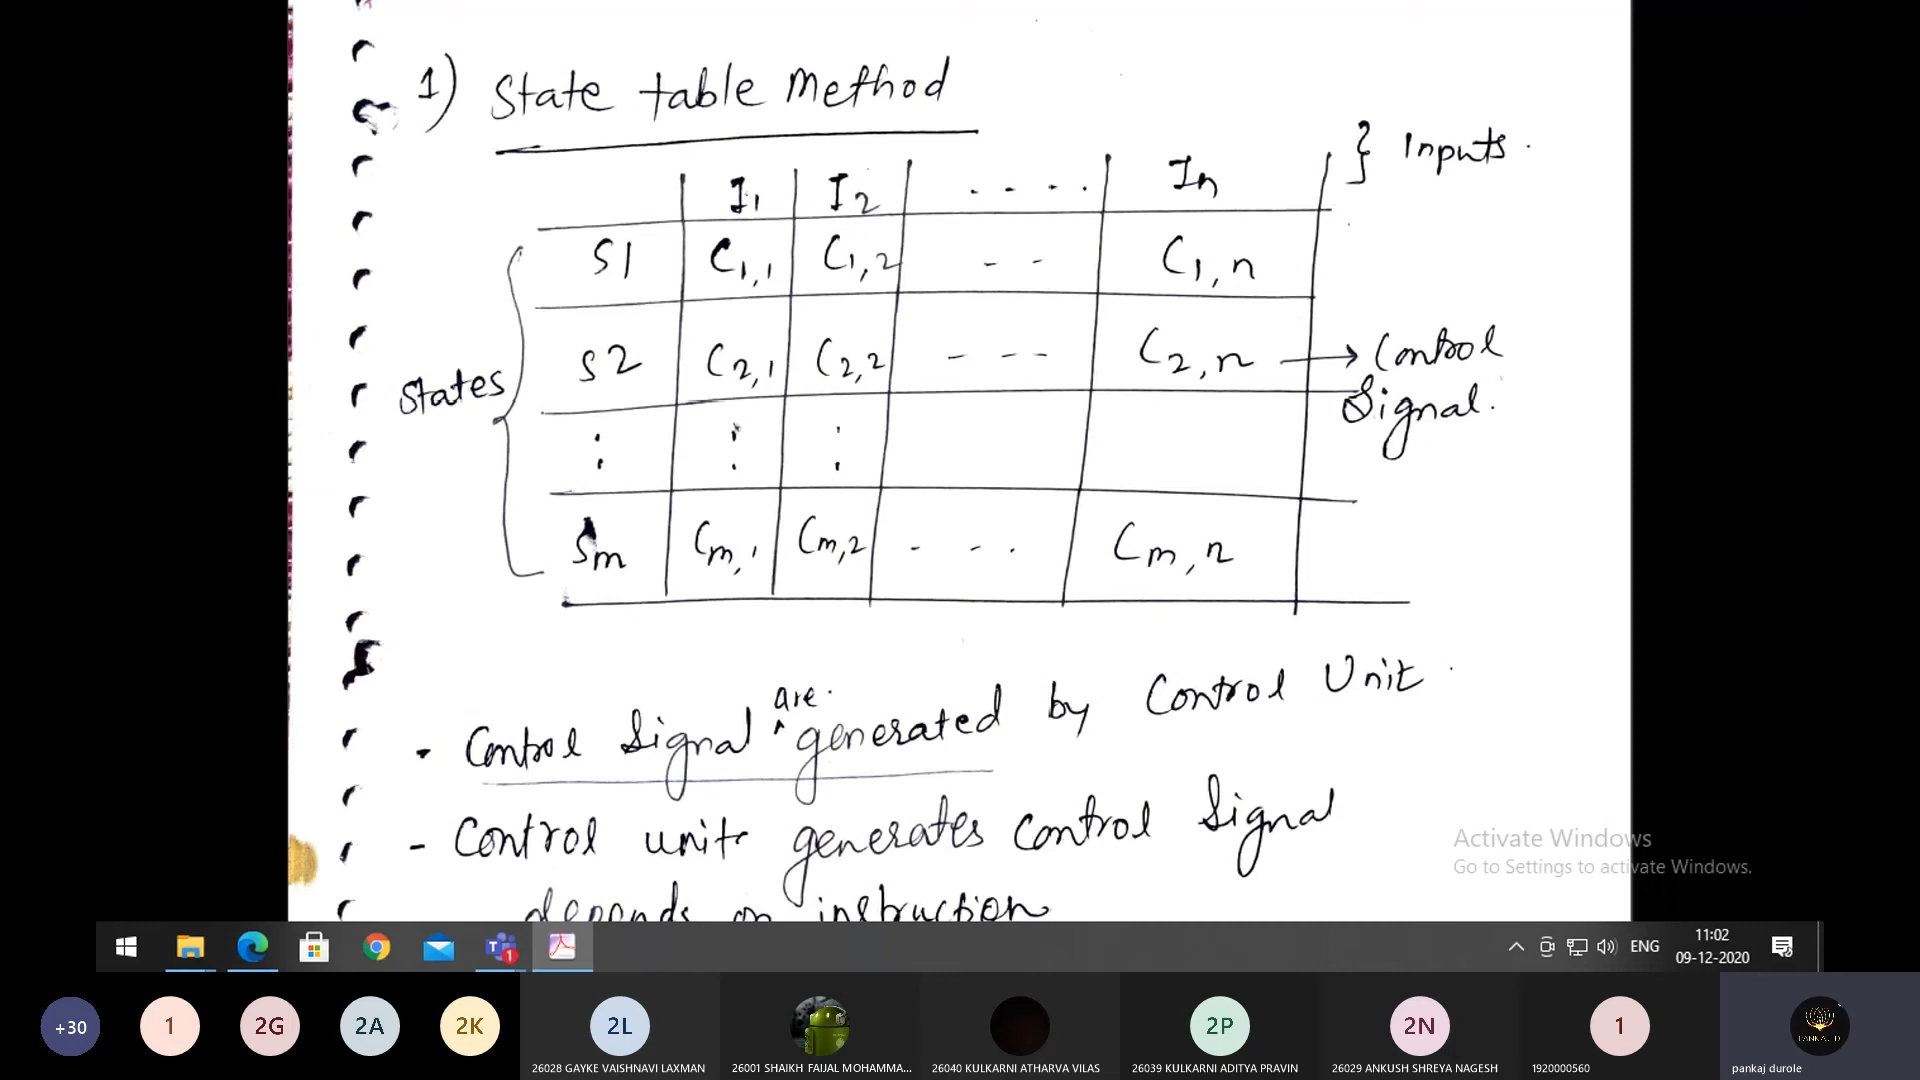 1) State table Method
I1 I2 . . . . In } Inputs.
S1 C1,1 C1,2 - - C1,n
S2 C2,1 C2,2 - - - C2,n → Control
States
Signal.
: : :
Sm Cm,1 Cm,2 . - . . Cm,n
are.
• Control Signal ^ generated by Control Unit.
- Control unit generates Control Signal
depends on instruction
Activate Windows
Go to Settings to activate Windows.
ENG
11:02
09-12-2020
1
+30
1
2G
2A
2K
2L
2P
2N
1
PANKAJ D
26028 GAYKE VAISHNAVI LAXMAN
26001 SHAIKH FAIJAL MOHAMMA...
26040 KULKARNI ATHARVA VILAS
26039 KULKARNI ADITYA PRAVIN
26029 ANKUSH SHREYA NAGESH
1920000560
pankaj durole